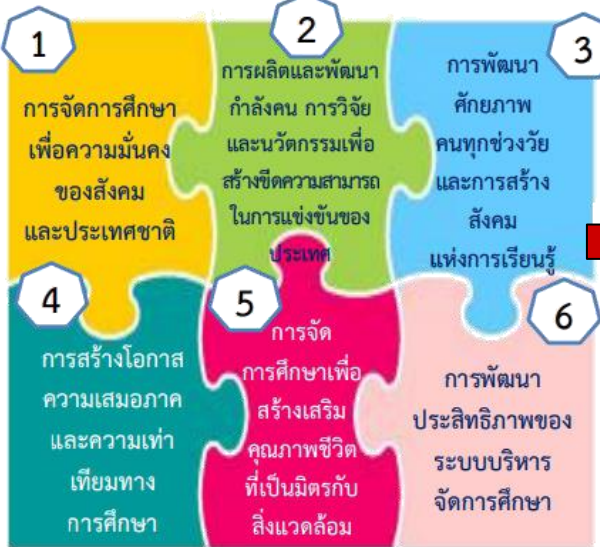 1
การจัดการศึกษา
เพื่อความมั่นคง
ของสังคม
และประเทศชาติ
2
การผลิตและพัฒนา
กำลังคน การวิจัย
และนวัตกรรมเพื่อ
สร้างขีดความสามารถ
ในการแข่งขันของ
ประเทศ
3
การพัฒนา
ศักยภาพ
คนทุกช่วงวัย
และการสร้าง
สังคม
แห่งการเรียนรู้
4
การสร้างโอกาส
ความเสมอภาค
และความเท่า
เทียมทาง
การศึกษา
5
การจัด
การศึกษาเพื่อ
สร้างเสริม
คุณภาพชีวิต
ที่เป็นมิตรกับ
สิ่งแวดล้อม
6
การพัฒนา
ประสิทธิภาพของ
ระบบบริหาร
จัดการศึกษา